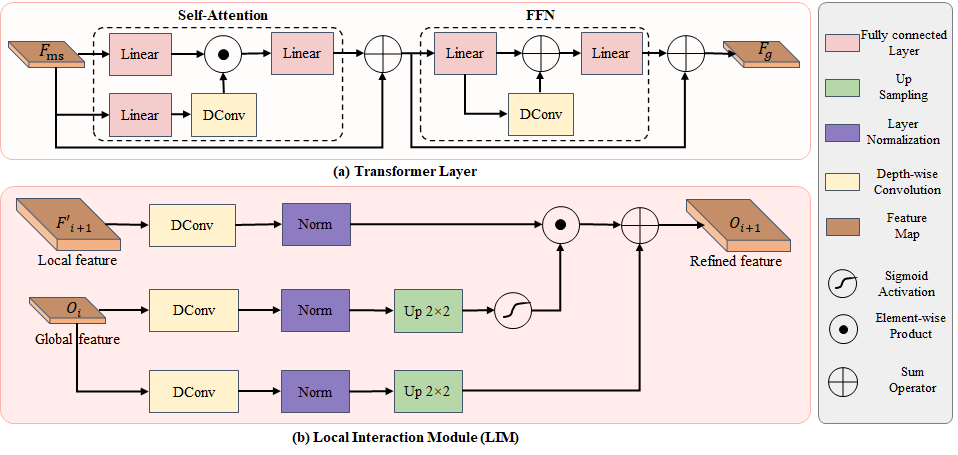 Self-Attention
FFN
F_ms
Linear
Linear
Linear
Linear
F_g
Linear
DConv
DConv
(a) Transformer Layer
F'_{i+1}
DConv
Norm
O_{i+1}
Local feature
Refined feature
O_i
DConv
Norm
Up 2×2
Global feature
DConv
Norm
Up 2×2
(b) Local Interaction Module (LIM)
Fully connected
Layer
Up
Sampling
Layer
Normalization
Depth-wise
Convolution
Feature
Map
Sigmoid
Activation
Element-wise
Product
Sum
Operator